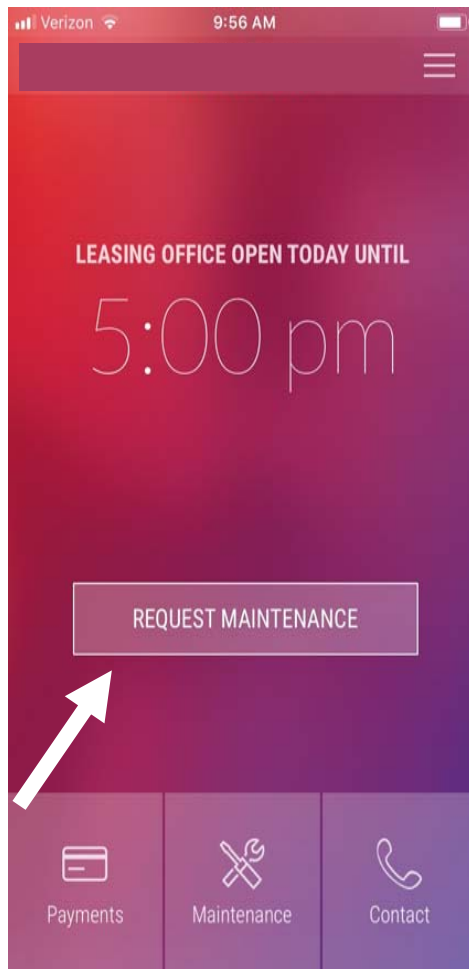 Verizon 9:56 AM
LEASING OFFICE OPEN TODAY UNTIL
5:00 pm
REQUEST MAINTENANCE
Payments Maintenance Contact